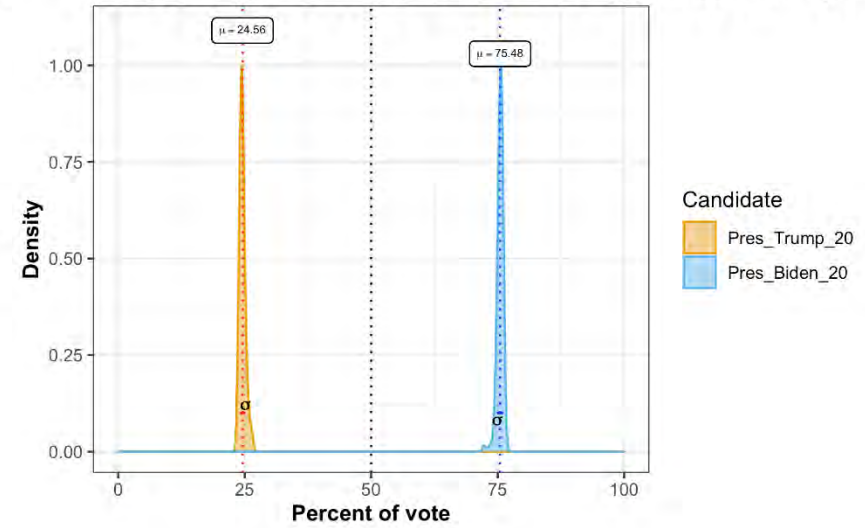 μ = 24.56
μ = 75.48
1.00
0.75
0.50
0.25
0.00
σ
σ
0
25
50
75
100
Density
Percent of vote
Candidate
Pres_Trump_20
Pres_Biden_20